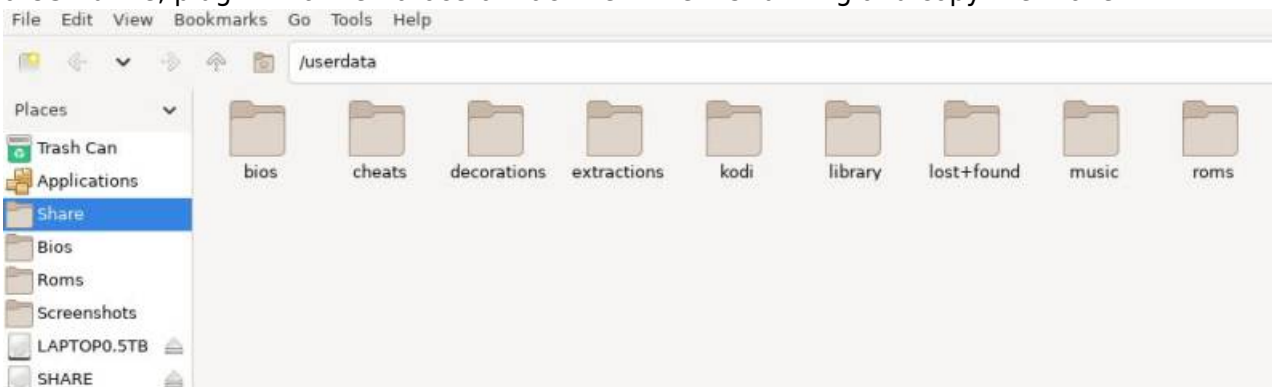 File Edit View Bookmarks Go Tools Help
/userdata
Places
Trash Can
Applications
Share
Bios
Roms
Screenshots
LAPTOP0.5TB
SHARE
bios cheats decorations extractions kodi library lost+found music roms